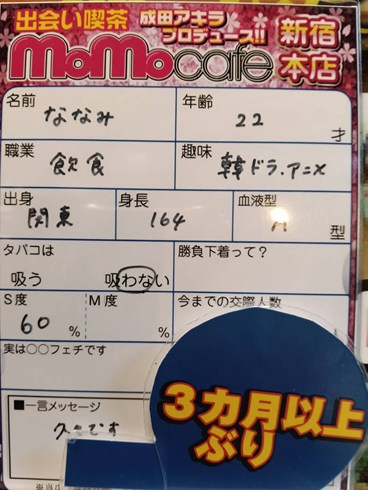 出会い喫茶 成田アキラ プロデュース!! 新宿本店
MoMocafe
名前 ななみ 年齢 22 才
職業 飲食 趣味 韓ドラ、アニメ
出身 関東 身長 164 血液型 A 型
タバコは 勝負下着って?
吸う 吸わない
S度 M度 今までの交際人数
60 % %
実は○○フェチです
3カ月以上
ぶり
■一言メッセージ
久々です